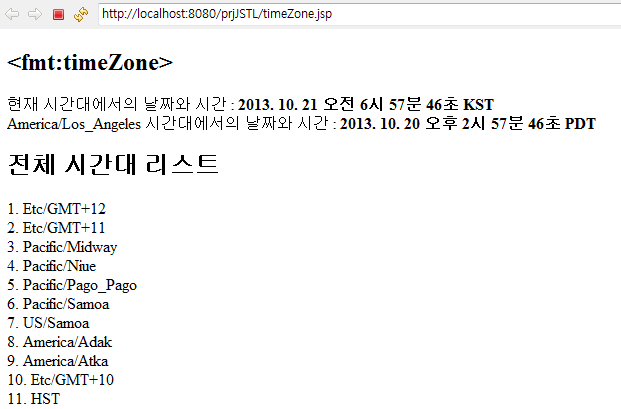 http://localhost:8080/prjJSTL/timeZone.jsp
<fmt:timeZone>
현재 시간대에서의 날짜와 시간 : 2013. 10. 21 오전 6시 57분 46초 KST
America/Los_Angeles 시간대에서의 날짜와 시간 : 2013. 10. 20 오후 2시 57분 46초 PDT
전체 시간대 리스트
1. Etc/GMT+12
2. Etc/GMT+11
3. Pacific/Midway
4. Pacific/Niue
5. Pacific/Pago_Pago
6. Pacific/Samoa
7. US/Samoa
8. America/Adak
9. America/Atka
10. Etc/GMT+10
11. HST